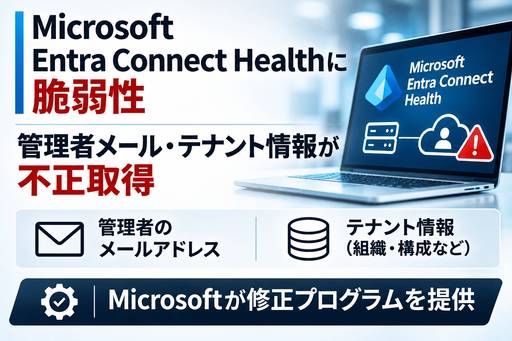 Microsoft
Entra Connect Healthに
脆弱性
管理者メール・テナント情報が
不正取得
Microsoft
Entra Connect
Health
管理者の
メールアドレス
テナント情報
(組織・構成など)
Microsoftが修正プログラムを提供